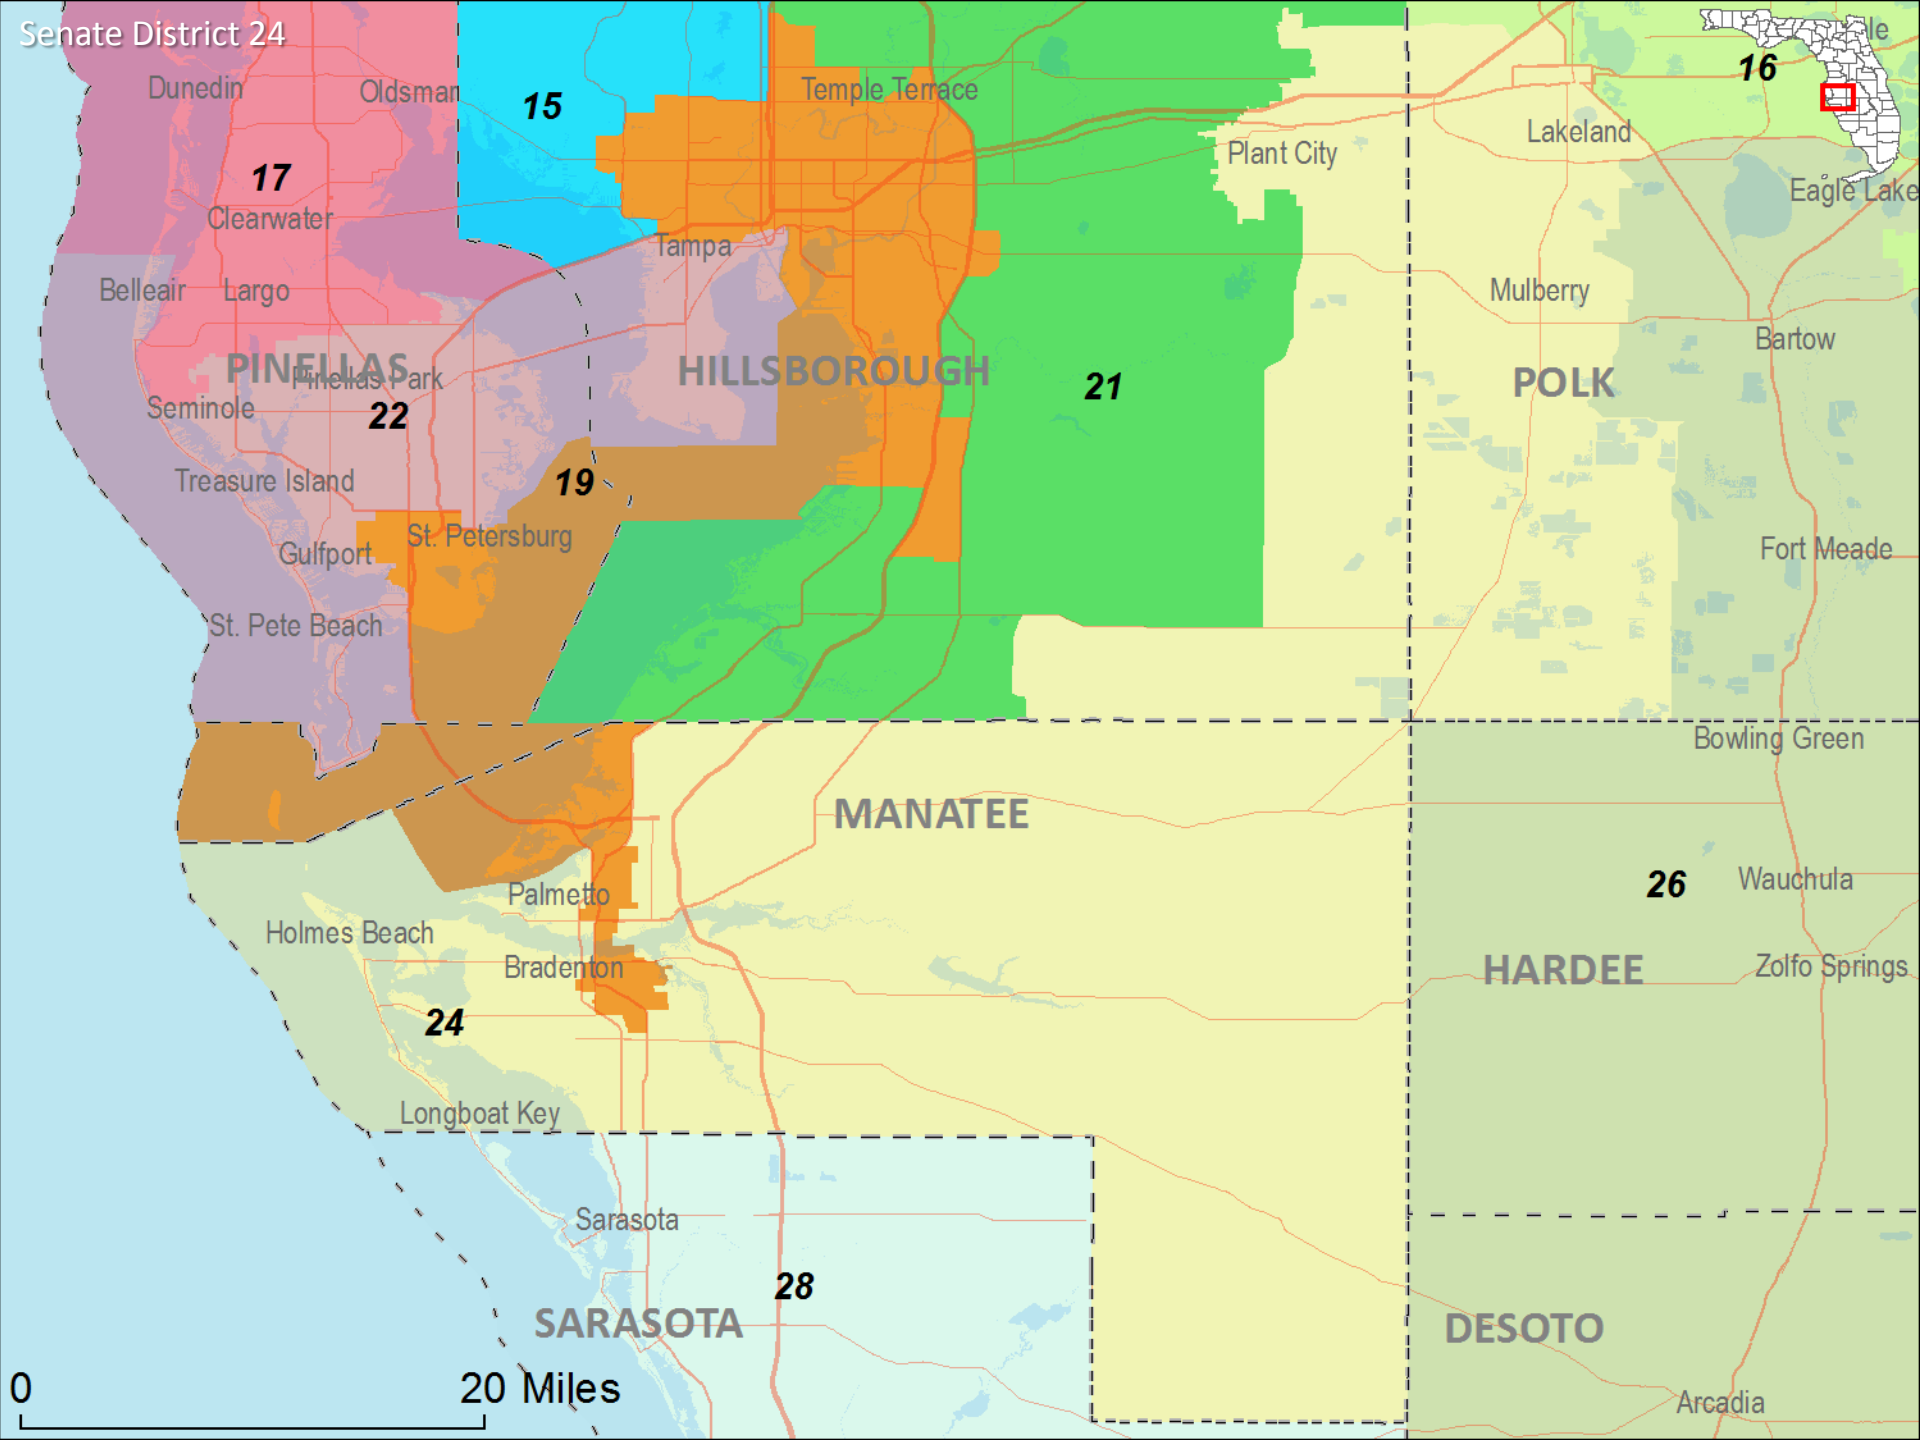 Senate District 24
le
16
Dunedin
Oldsmar
15
Temple Terrace
Lakeland
Plant City
17
Eagle Lake
Clearwater
Tampa
Belleair
Largo
Mulberry
Bartow
PINELLAS
Pinellas Park
HILLSBOROUGH
21
POLK
Seminole
22
Treasure Island
19
St. Petersburg
Gulfport
Fort Meade
St. Pete Beach
Bowling Green
MANATEE
Palmetto
26
Wauchula
Holmes Beach
Bradenton
HARDEE
Zolfo Springs
24
Longboat Key
Sarasota
28
SARASOTA
DESOTO
0
20 Miles
Arcadia